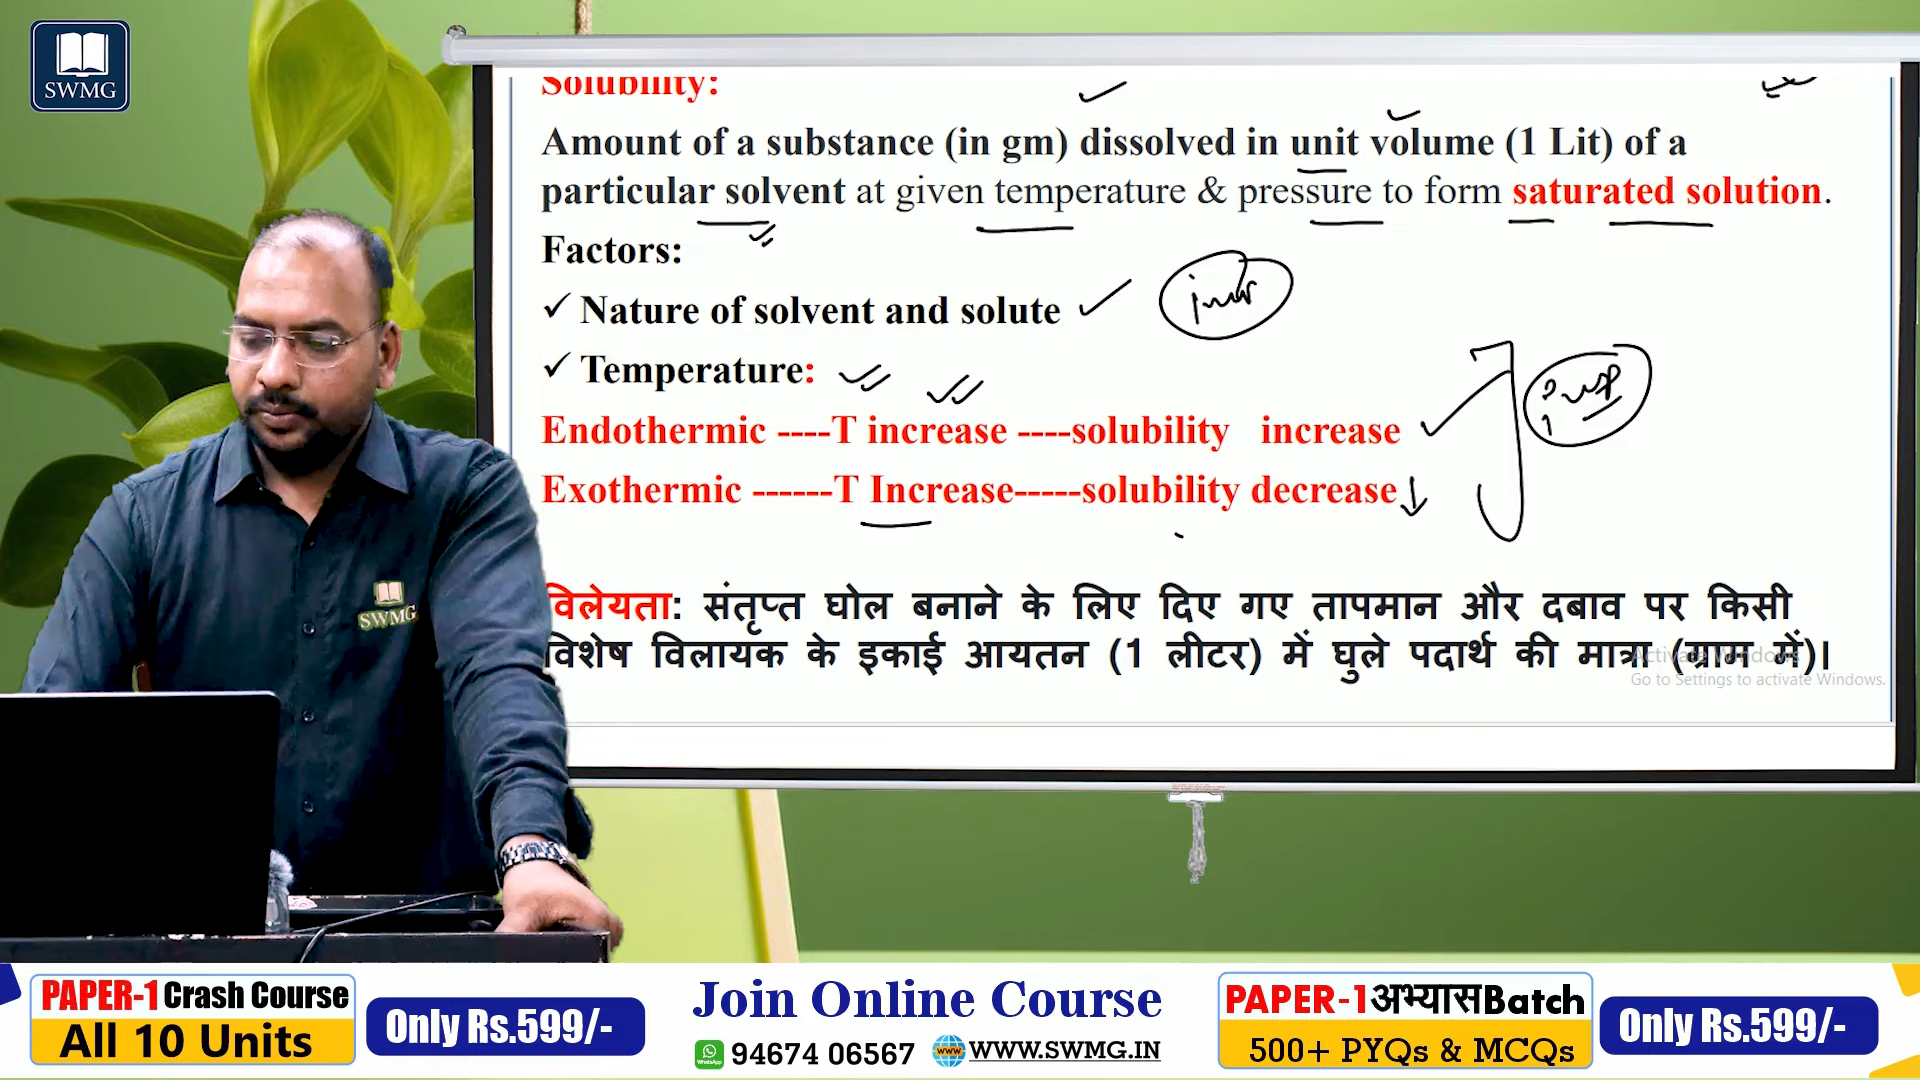 SWMG
Solubility:
Amount of a substance (in gm) dissolved in unit volume (1 Lit) of a
particular solvent at given temperature & pressure to form saturated solution.
Factors:
✓ Nature of solvent and solute
✓ Temperature:
Endothermic ----T increase ----solubility increase
Exothermic ------T Increase-----solubility decrease
विलेयता: संतृप्त घोल बनाने के लिए दिए गए तापमान और दबाव पर किसी
विशेष विलायक के इकाई आयतन (1 लीटर) में घुले पदार्थ की मात्रा (ग्राम में)।
Activate Windows
Go to Settings to activate Windows.
SWMG
PAPER-1 Crash Course
All 10 Units
Only Rs.599/-
Join Online Course
94674 06567
WWW.SWMG.IN
PAPER-1 अभ्यास Batch
500+ PYQs & MCQs
Only Rs.599/-